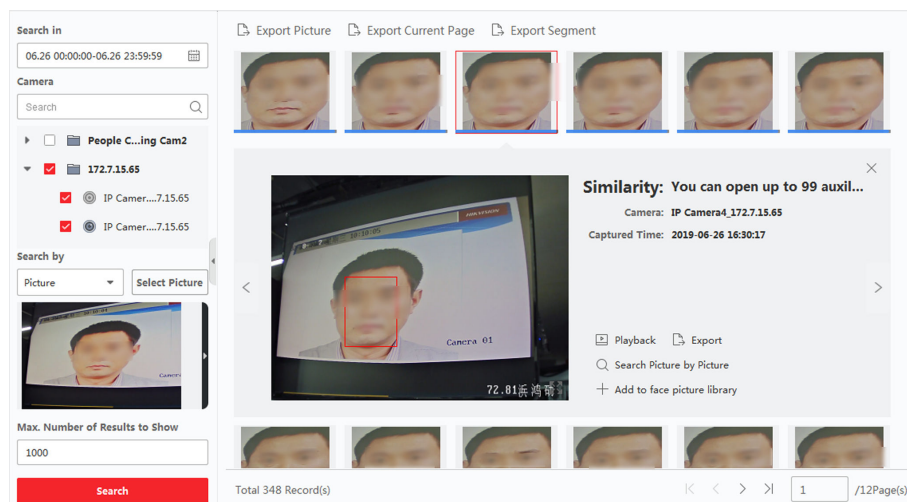 Search in
06.26 00:00:00-06.26 23:59:59
Camera
Search
People C...ing Cam2
172.7.15.65
IP Camer....7.15.65
IP Camer....7.15.65
Search by
Picture
Select Picture
Max. Number of Results to Show
1000
Search
Export Picture
Export Current Page
Export Segment
Similarity: You can open up to 99 auxil...
Camera: IP Camera4_172.7.15.65
Captured Time: 2019-06-26 16:30:17
Camera 01
Playback
Export
Search Picture by Picture
Add to face picture library
Total 348 Record(s)
1
/12Page(s)